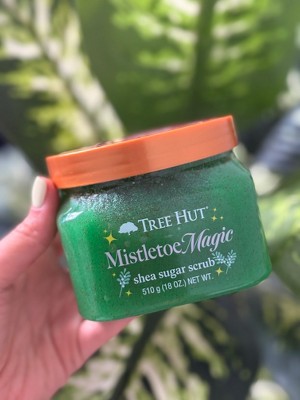 TREE HUT®
Mistletoe Magic
shea sugar scrub
510 g (18 OZ.) NET WT.